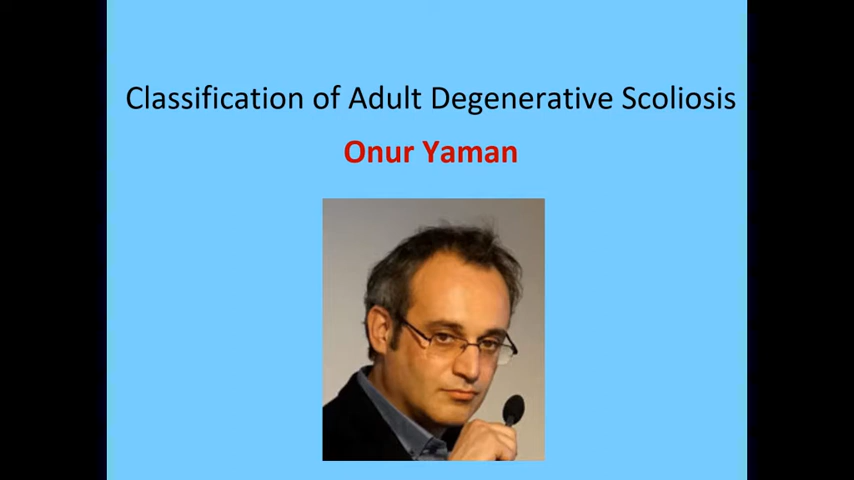 Classification of Adult Degenerative Scoliosis
Onur Yaman